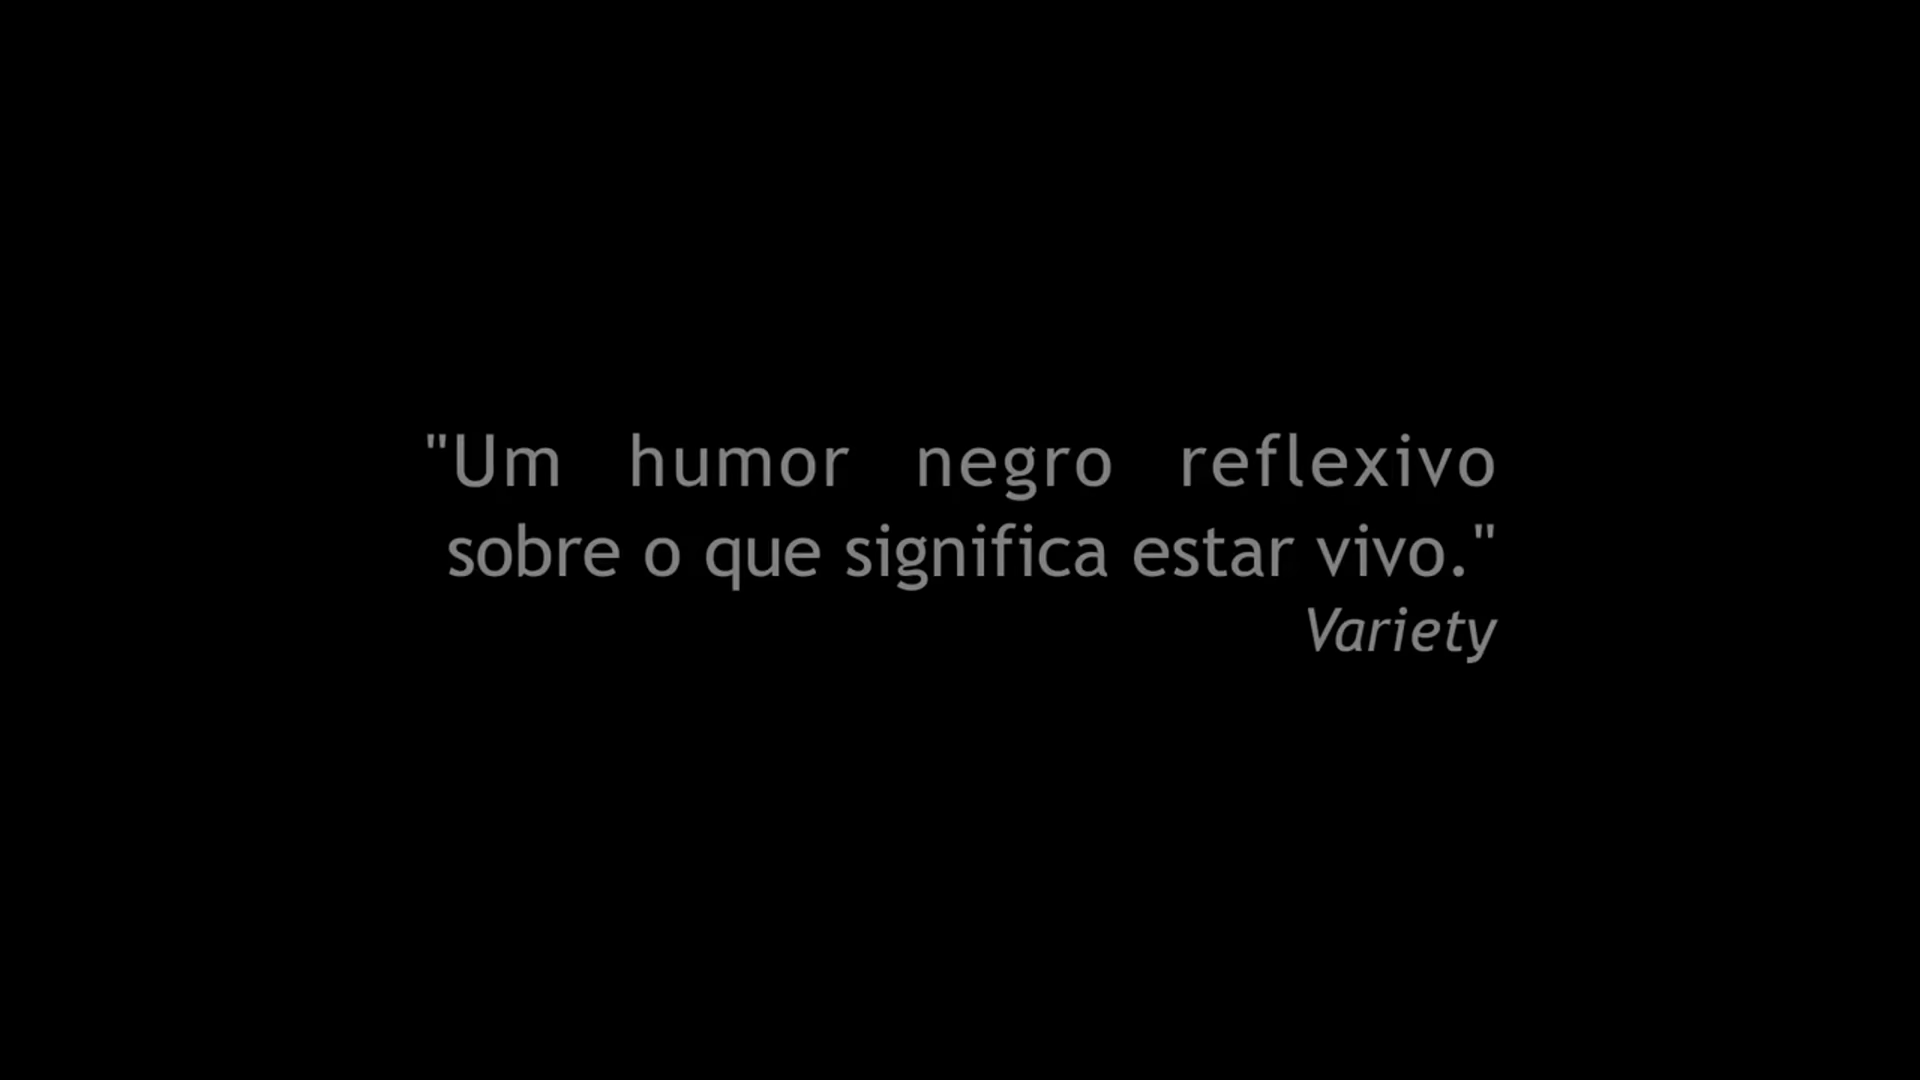 "Um humor negro reflexivo
sobre o que significa estar vivo."
Variety